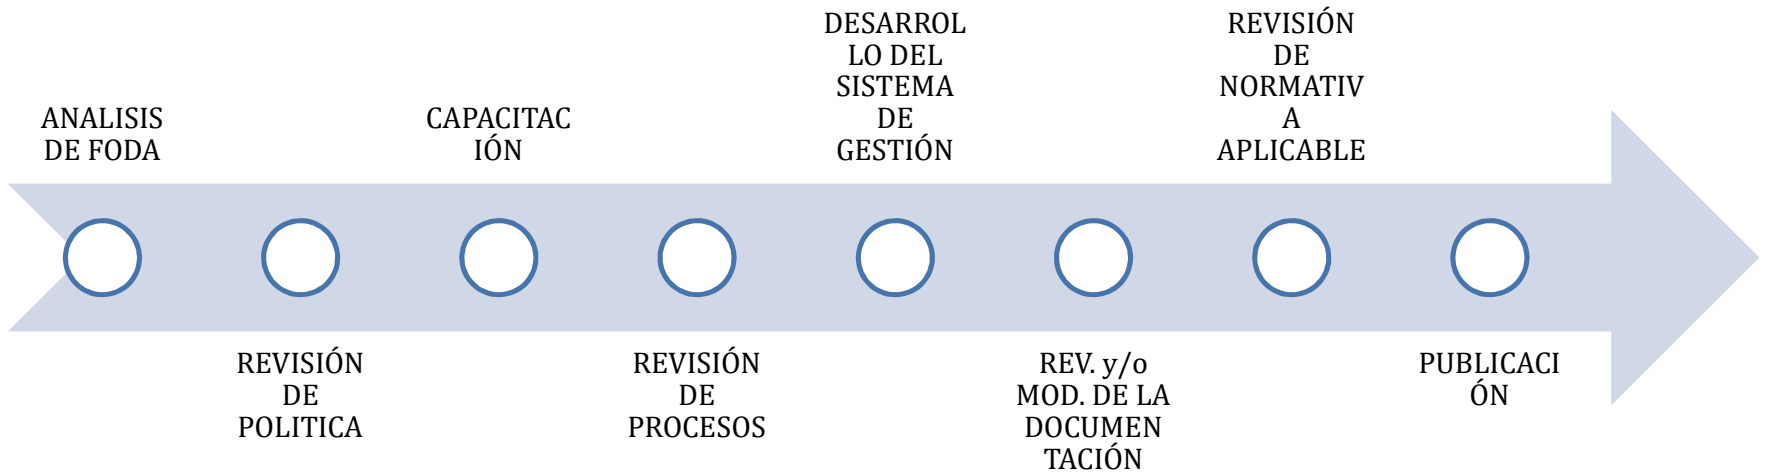 ANALISIS
DE FODA
REVISIÓN
DE
POLITICA
CAPACITAC
IÓN
REVISIÓN
DE
PROCESOS
DESARROL
LO DEL
SISTEMA
DE
GESTIÓN
REV. y/o
MOD. DE LA
DOCUMEN
TACIÓN
REVISIÓN
DE
NORMATIV
A
APLICABLE
PUBLICACI
ÓN